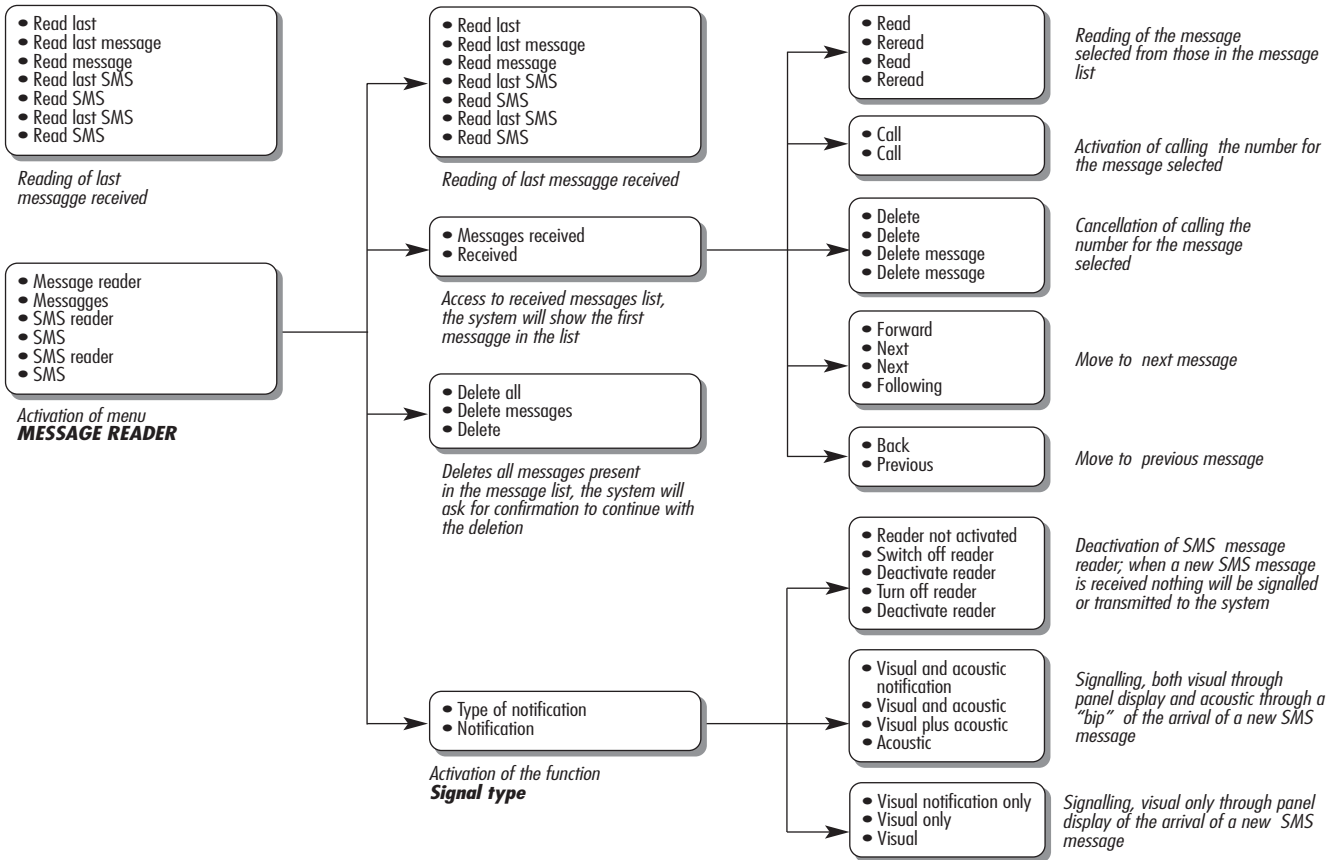 • Read last
• Read last message
• Read message
• Read last SMS
• Read SMS
• Read last SMS
• Read SMS
Reading of last
messagge received
• Message reader
• Messagges
• SMS reader
• SMS
• SMS reader
• SMS
Activation of menu
MESSAGE READER
• Read last
• Read last message
• Read message
• Read last SMS
• Read SMS
• Read last SMS
• Read SMS
Reading of last messagge received
• Messages received
• Received
Access to received messages list,
the system will show the first
messagge in the list
• Delete all
• Delete messages
• Delete
Deletes all messages present
in the message list, the system will
ask for confirmation to continue with
the deletion
• Type of notification
• Notification
Activation of the function
Signal type
• Read
• Reread
• Read
• Reread
Reading of the message
selected from those in the message
list
• Call
• Call
Activation of calling the number for
the message selected
• Delete
• Delete
• Delete message
• Delete message
Cancellation of calling the
number for the message
selected
• Forward
• Next
• Next
• Following
Move to next message
• Back
• Previous
Move to previous message
• Reader not activated
• Switch off reader
• Deactivate reader
• Turn off reader
• Deactivate reader
Deactivation of SMS message
reader; when a new SMS message
is received nothing will be signalled
or transmitted to the system
• Visual and acoustic
notification
• Visual and acoustic
• Visual plus acoustic
• Acoustic
Signalling, both visual through
panel display and acoustic through a
“bip” of the arrival of a new SMS
message
• Visual notification only
• Visual only
• Visual
Signalling, visual only through panel
display of the arrival of a new SMS
message